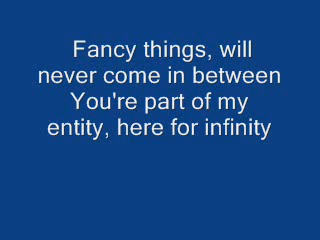 Fancy things, will
never come in between
You're part of my
entity, here for infinity